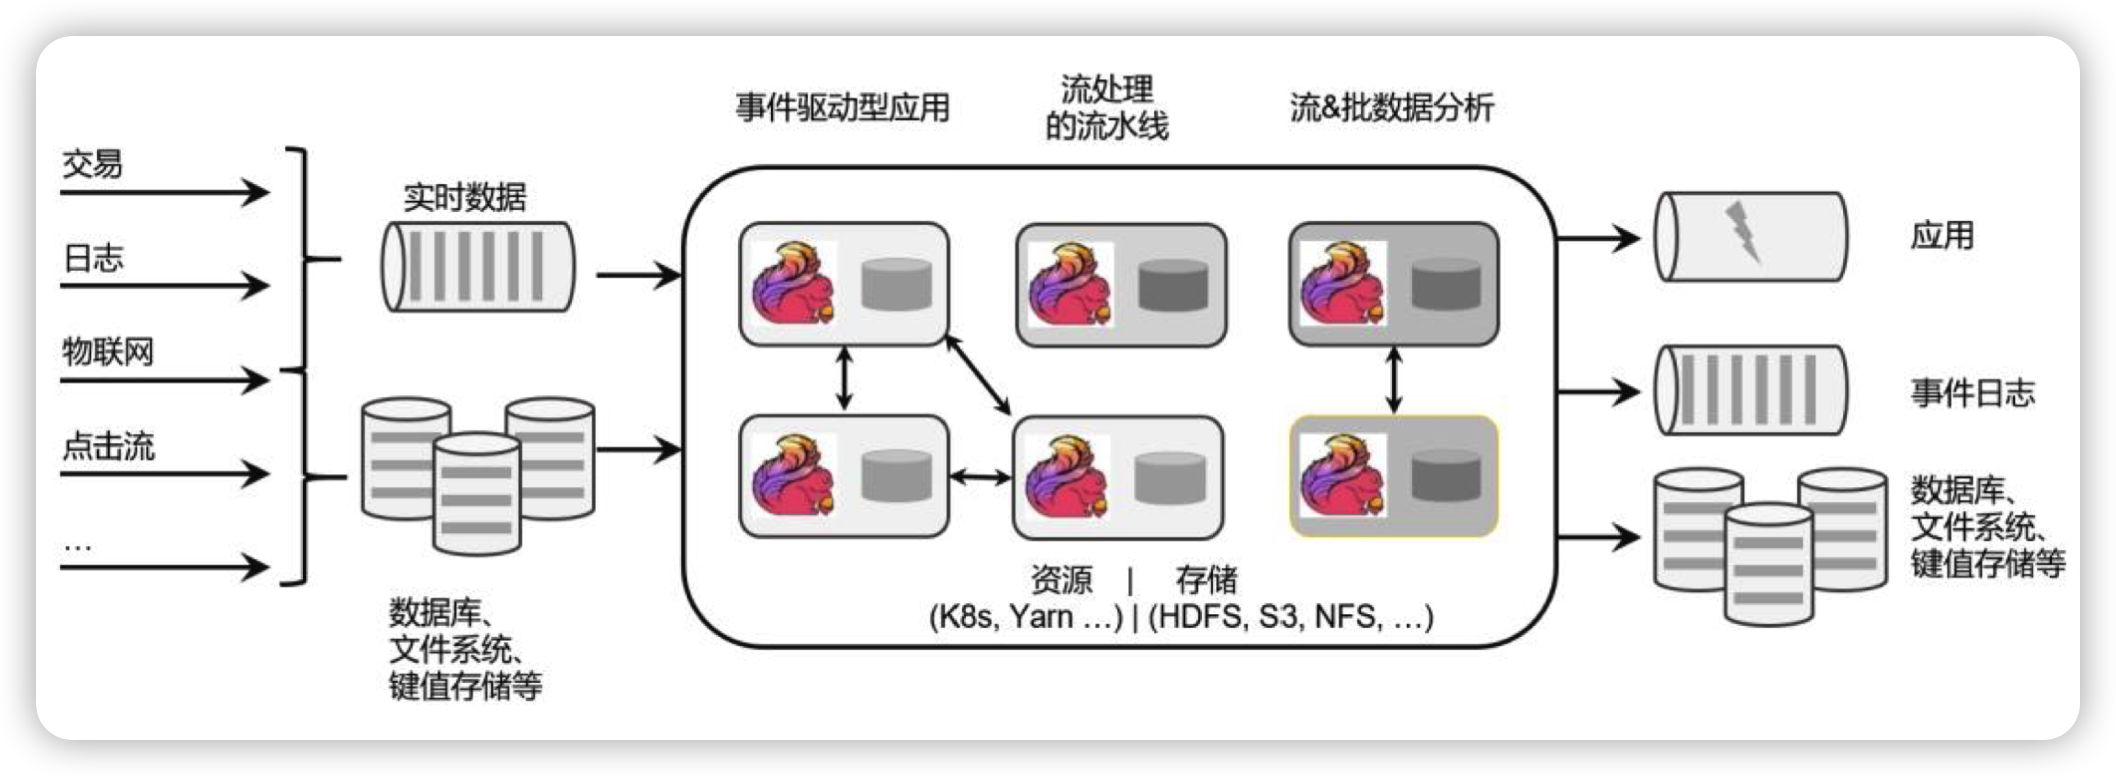 事件驱动型应用
流处理
的流水线
流&批数据分析
交易
日志
物联网
点击流
...
实时数据
数据库、
文件系统、
键值存储等
资源 | 存储
(K8s, Yarn ...) | (HDFS, S3, NFS, ...)
应用
事件日志
数据库、
文件系统、
键值存储等